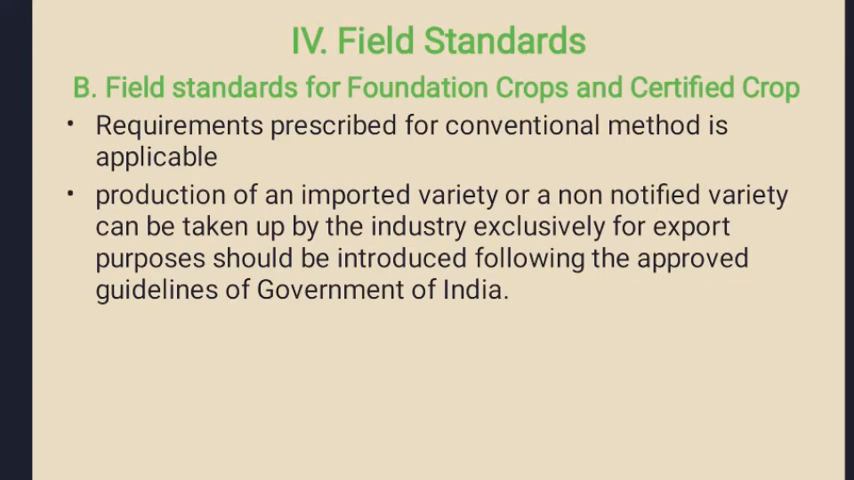 IV. Field Standards
B. Field standards for Foundation Crops and Certified Crop
• Requirements prescribed for conventional method is
applicable
• production of an imported variety or a non notified variety
can be taken up by the industry exclusively for export
purposes should be introduced following the approved
guidelines of Government of India.